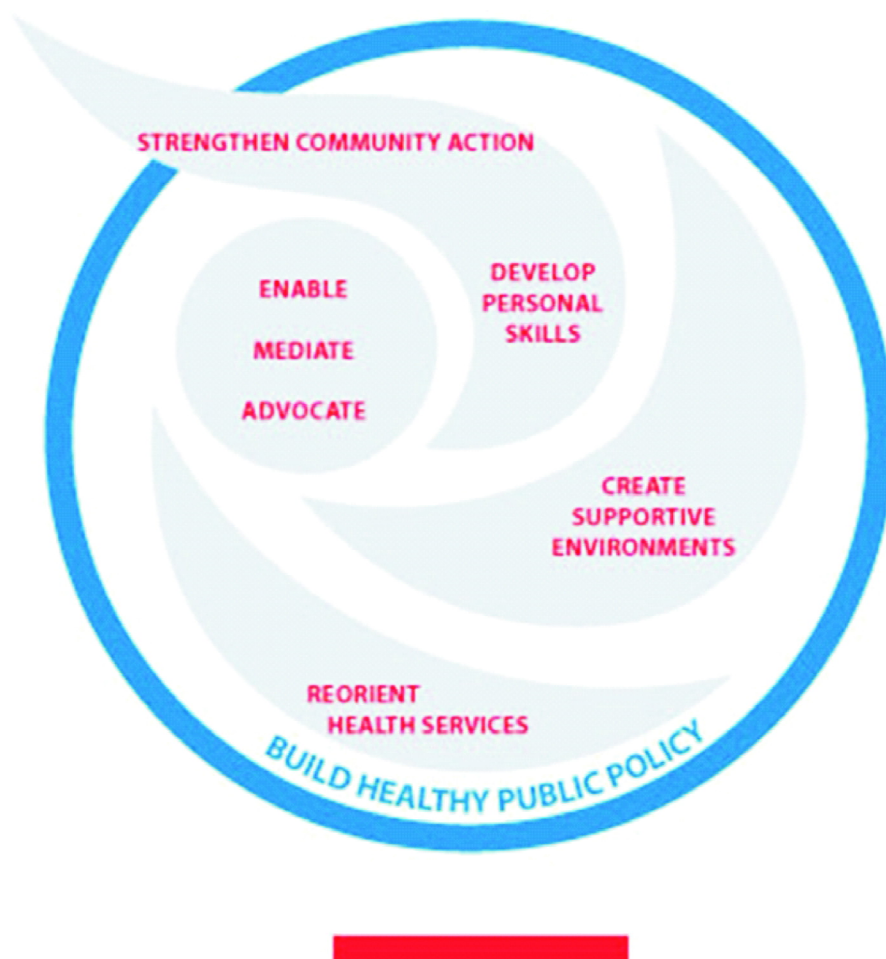 STRENGTHEN COMMUNITY ACTION
ENABLE
MEDIATE
ADVOCATE
DEVELOP
PERSONAL
SKILLS
CREATE
SUPPORTIVE
ENVIRONMENTS
REORIENT
HEALTH SERVICES
BUILD HEALTHY PUBLIC POLICY